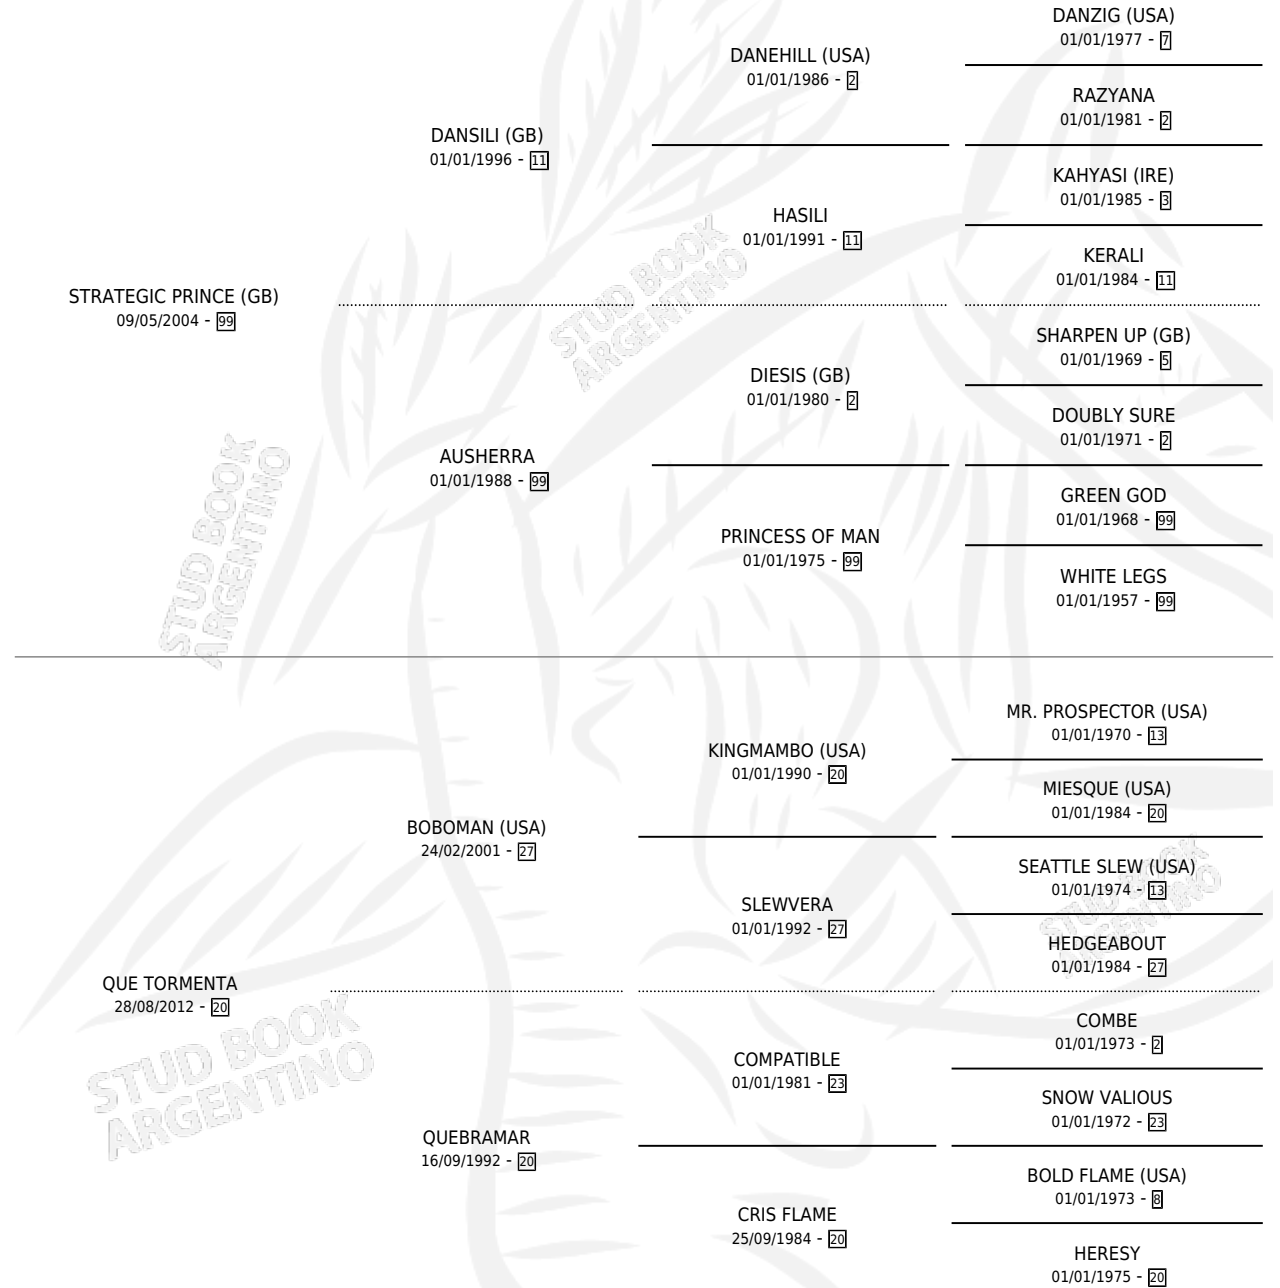 DANZIG (USA)
01/01/1977 - 7
DANEHILL (USA)
01/01/1986 - 2
RAZYANA
01/01/1981 - 2
DANSILI (GB)
01/01/1996 - 11
KAHYASI (IRE)
01/01/1985 - 3
HASILI
01/01/1991 - 11
KERALI
01/01/1984 - 11
STRATEGIC PRINCE (GB)
09/05/2004 - 99
STUD BOOK
ARGENTINO
SHARPEN UP (GB)
01/01/1969 - 5
DIESIS (GB)
01/01/1980 - 2
DOUBLY SURE
01/01/1971 - 2
AUSHERRA
01/01/1988 - 99
GREEN GOD
01/01/1968 - 99
PRINCESS OF MAN
01/01/1975 - 99
WHITE LEGS
01/01/1957 - 99
STUD BOOK
ARGENTINO
MR. PROSPECTOR (USA)
01/01/1970 - 13
KINGMAMBO (USA)
01/01/1990 - 20
MIESQUE (USA)
01/01/1984 - 20
BOBOMAN (USA)
24/02/2001 - 27
SEATTLE SLEW (USA)
01/01/1974 - 13
SLEWVERA
01/01/1992 - 27
STUD BOOK
ARGENTINO
HEDGEABOUT
01/01/1984 - 27
QUE TORMENTA
28/08/2012 - 20
STUD BOOK
ARGENTINO
COMBE
01/01/1973 - 2
COMPATIBLE
01/01/1981 - 23
SNOW VALIOUS
01/01/1972 - 23
QUEBRAMAR
16/09/1992 - 20
BOLD FLAME (USA)
01/01/1973 - 8
CRIS FLAME
25/09/1984 - 20
HERESY
01/01/1975 - 20